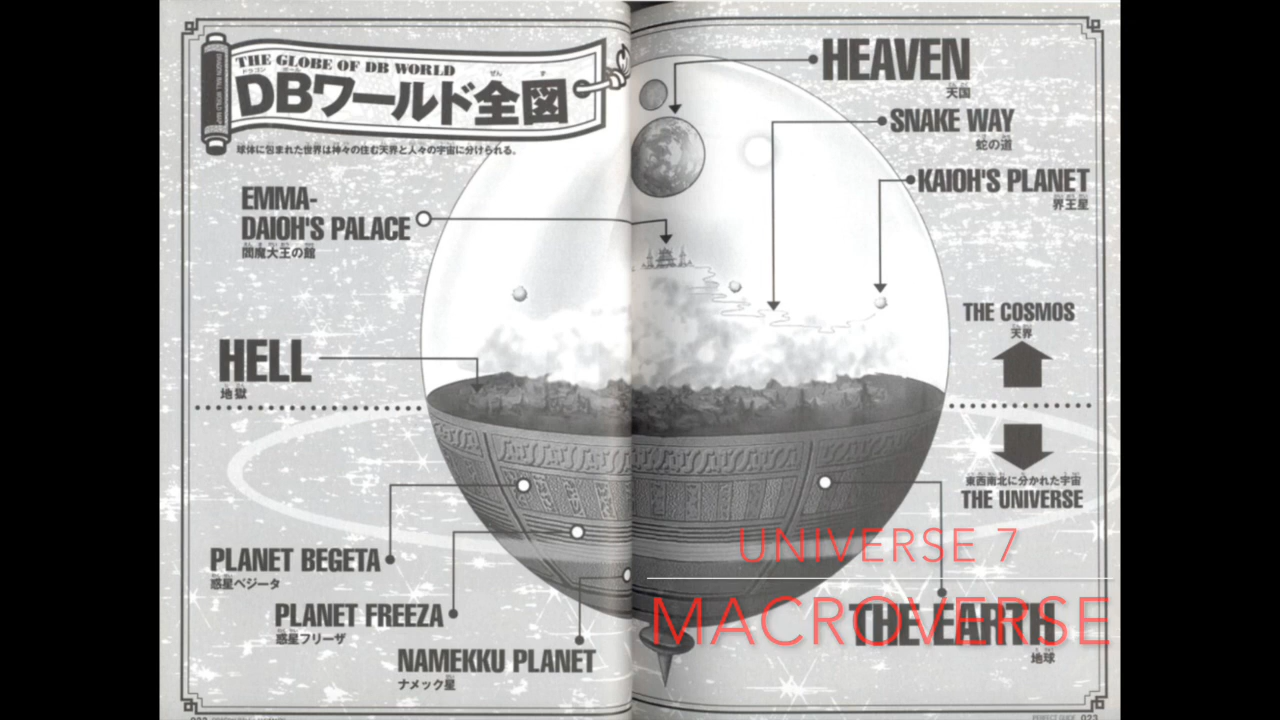 THE GLOBE OF DB WORLD
DBワールド全図
球体に包まれた世界は神々の住む天界と人々の宇宙に分けられる。
HEAVEN
天国
SNAKE WAY
蛇の道
KAIOH'S PLANET
界王星
EMMA-
DAIOH'S PALACE
閻魔大王の館
HELL
地獄
THE COSMOS
天界
東西南北に分かれた宇宙
THE UNIVERSE
PLANET BEGETA
惑星ベジータ
PLANET FREEZA
惑星フリーザ
NAMEKKU PLANET
ナメック星
UNIVERSE 7
MACROVERSE
THE EARTH
地球
PERFECT GUIDE 023